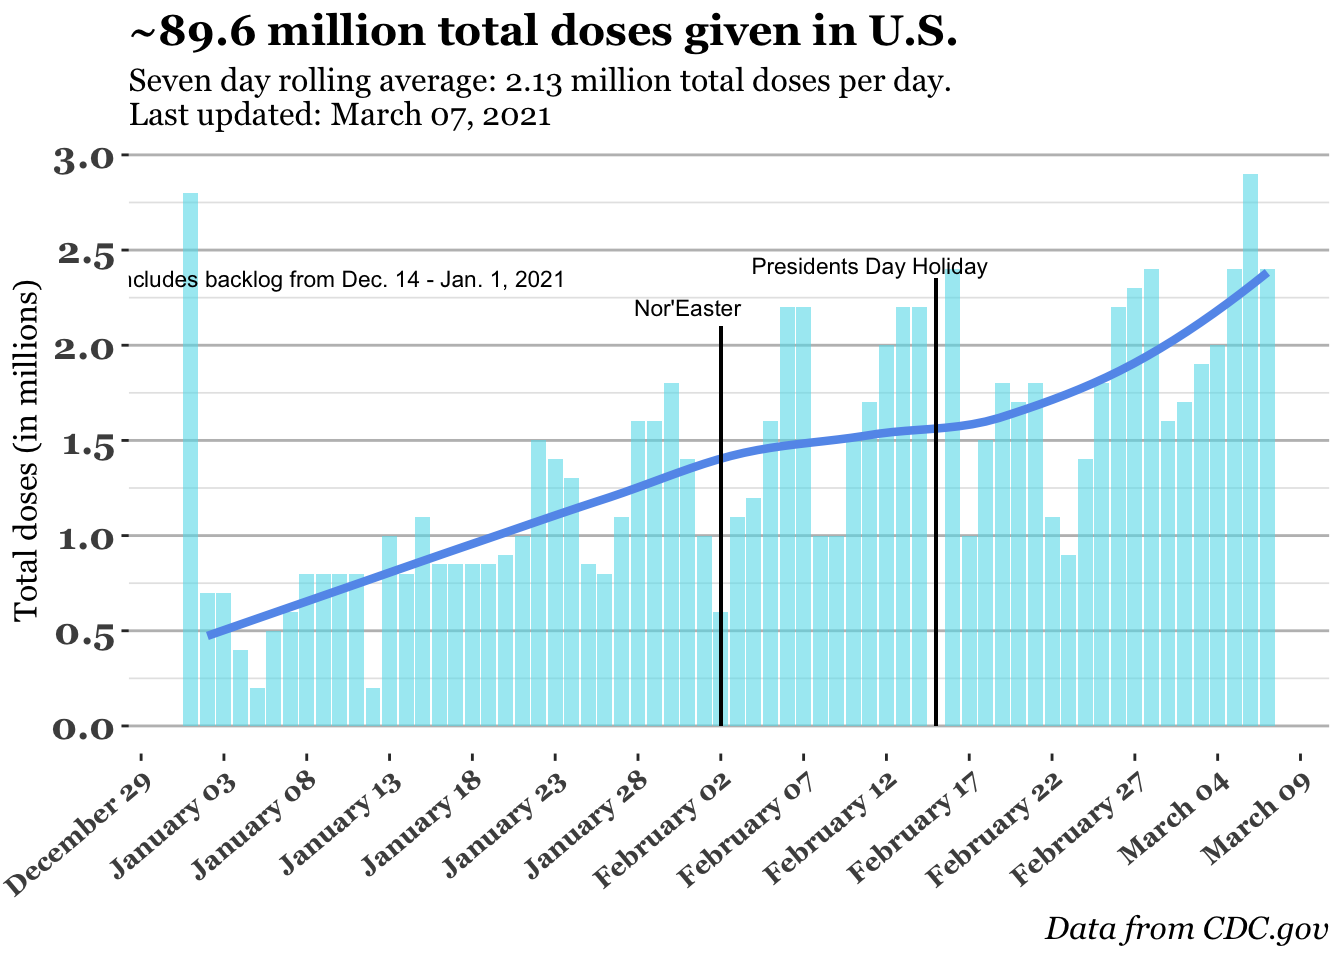 ~89.6 million total doses given in U.S.
Seven day rolling average: 2.13 million total doses per day.
Last updated: March 07, 2021
Total doses (in millions)
3.0
2.5
2.0
1.5
1.0
0.5
0.0
ncludes backlog from Dec. 14 - Jan. 1, 2021
Nor'Easter
Presidents Day Holiday
December 29
January 03
January 08
January 13
January 18
January 23
January 28
February 02
February 07
February 12
February 17
February 22
February 27
March 04
March 09
Data from CDC.gov